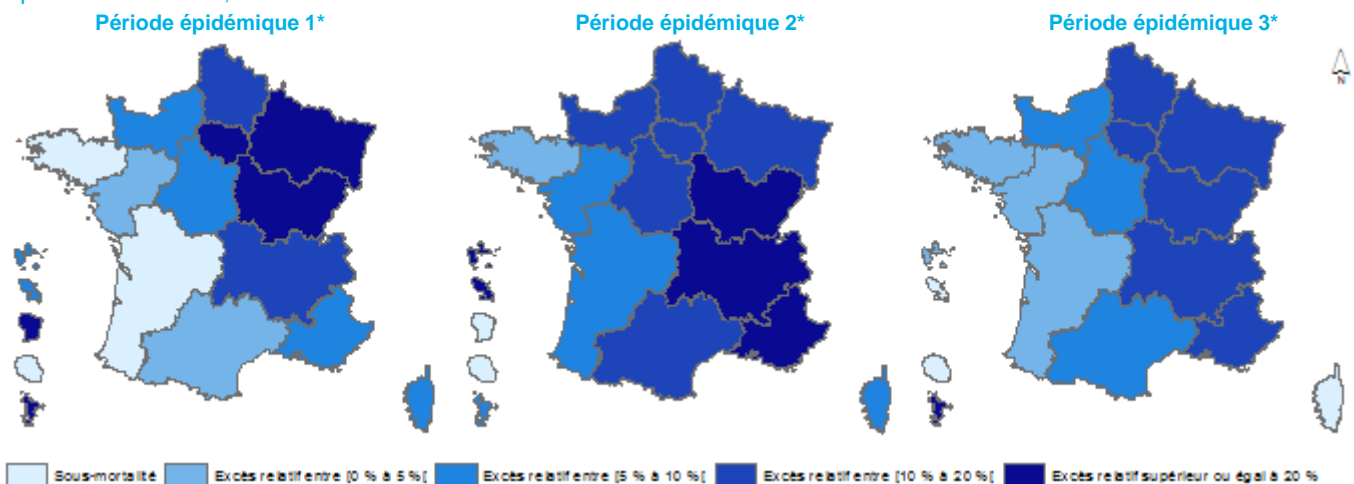 Période épidémique 1*
Période épidémique 2*
Période épidémique 3*
N
Sous-mortalité
Excès relatif entre [0 % à 5 %[
Excès relatif entre [5 % à 10 %[
Excès relatif entre [10 % à 20 %[
Excès relatif supérieur ou égal à 20 %